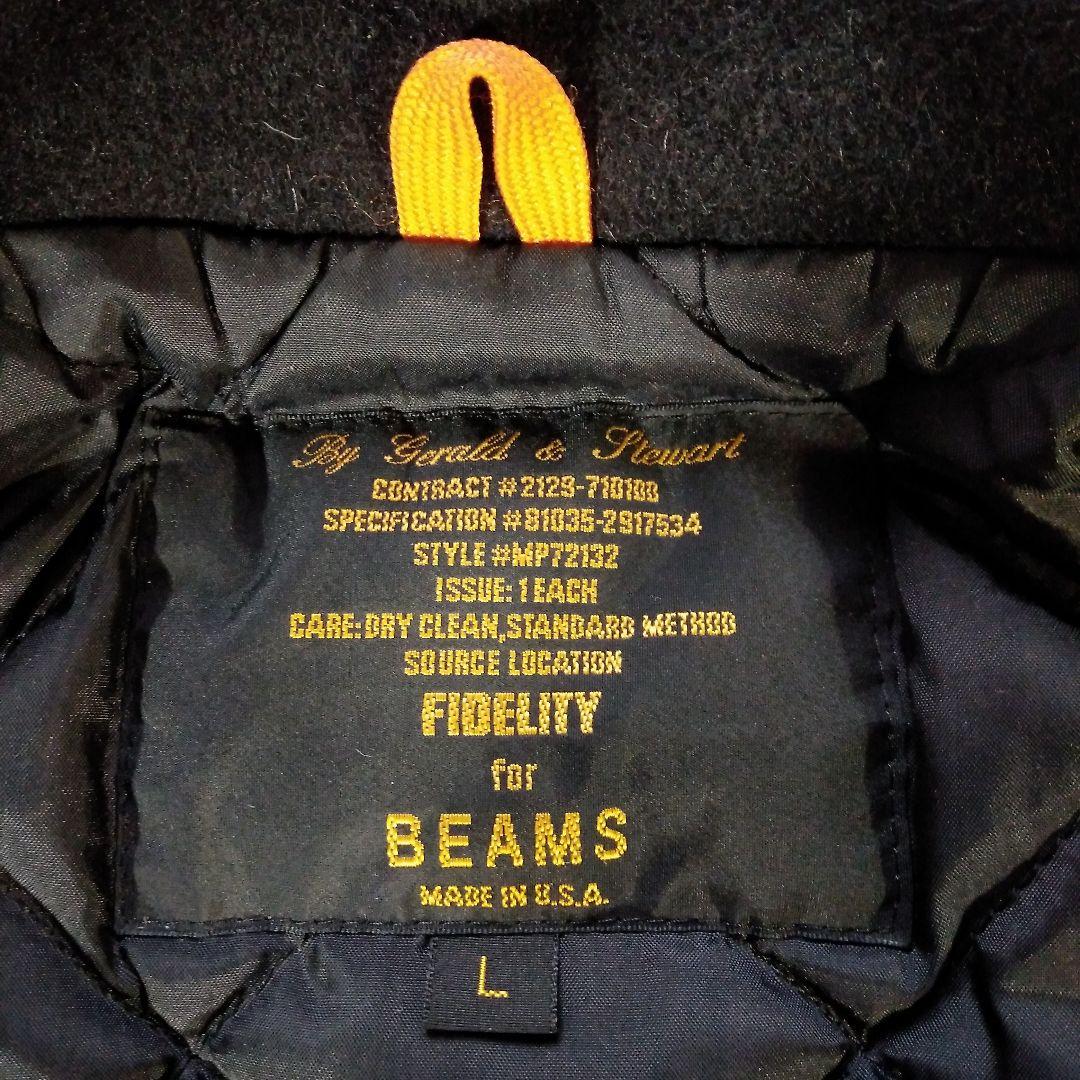 By Gerald & Stewart
CONTRACT #2129-710100
SPECIFICATION #81035-2917534
STYLE #MP72132
ISSUE: 1 EACH
CARE: DRY CLEAN, STANDARD METHOD
SOURCE LOCATION
FIDELITY
for
BEAMS
MADE IN U.S.A.
L